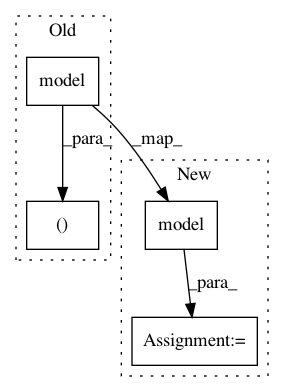 Old
model
_para_
_map_
()
New
model
_para_
Assignment:=